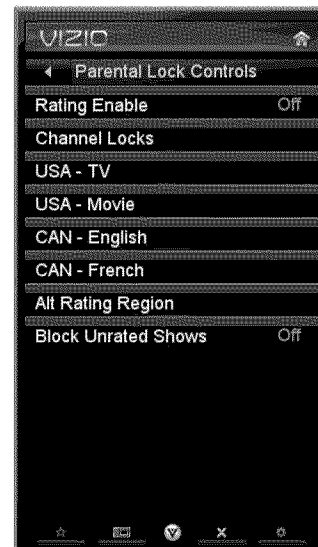 VIZIO
Parental Lock Controls
Rating Enable Off
Channel Locks
USA - TV
USA - Movie
CAN - English
CAN - French
Alt Rating Region
Block Unrated Shows Off